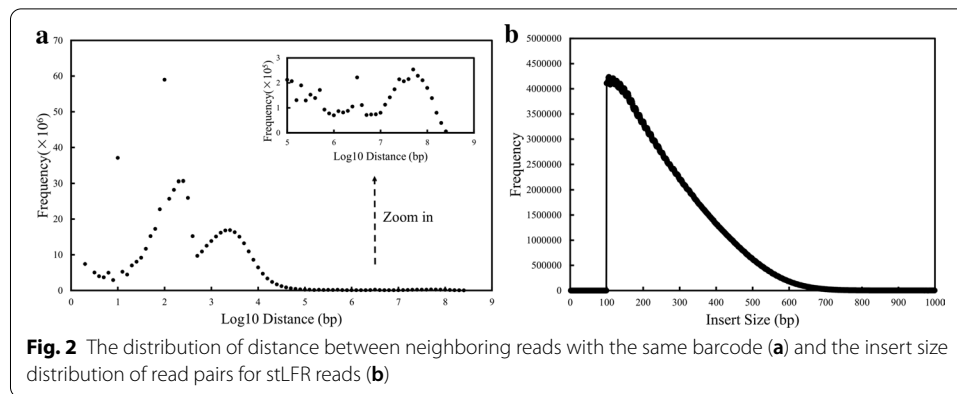 a
70
60
50
40
30
20
10
0
Frequency(×10⁶)
0 1 2 3 4 5 6 7 8 9
Log10 Distance (bp)
3
2
1
0
Frequency(×10⁵)
5 6 7 8 9
Log10 Distance (bp)
Zoom in
b
5000000
4500000
4000000
3500000
3000000
2500000
2000000
1500000
1000000
500000
0
Frequency
0 100 200 300 400 500 600 700 800 900 1000
Insert Size (bp)
Fig. 2 The distribution of distance between neighboring reads with the same barcode (a) and the insert size
distribution of read pairs for stLFR reads (b)